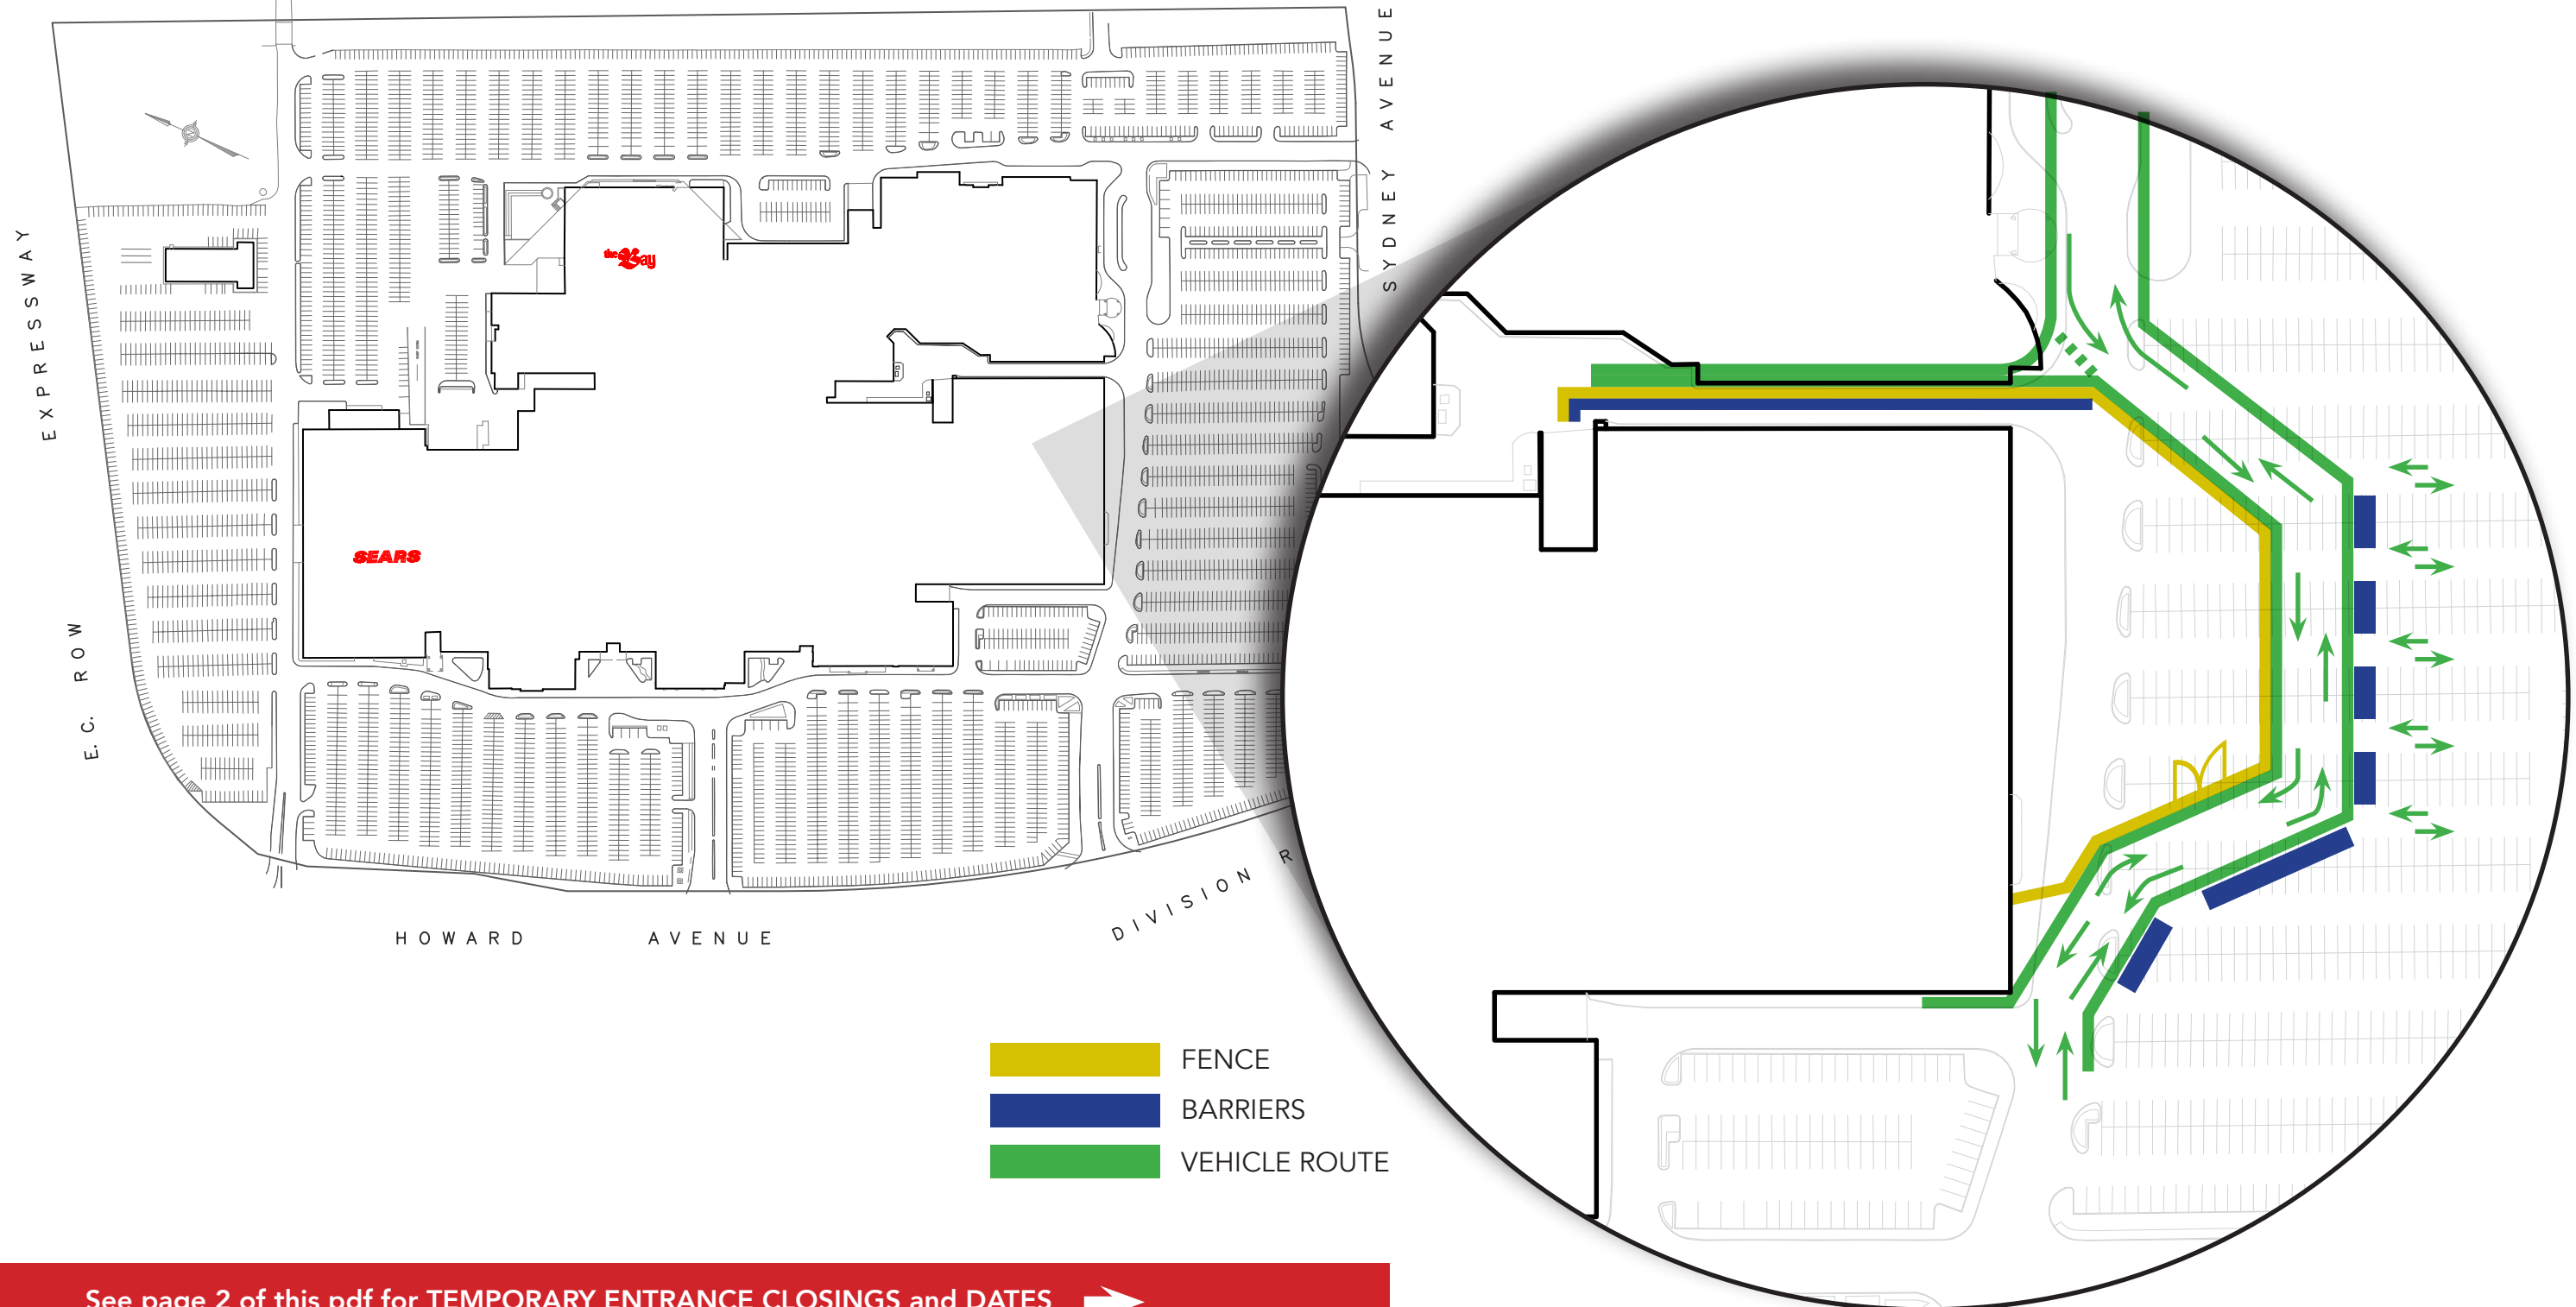 SYDNEY AVENUE
E.C. ROW EXPRESSWAY
the Bay
SEARS
HOWARD AVENUE
DIVISION R
FENCE
BARRIERS
VEHICLE ROUTE
See page 2 of this pdf for TEMPORARY ENTRANCE CLOSINGS and DATES